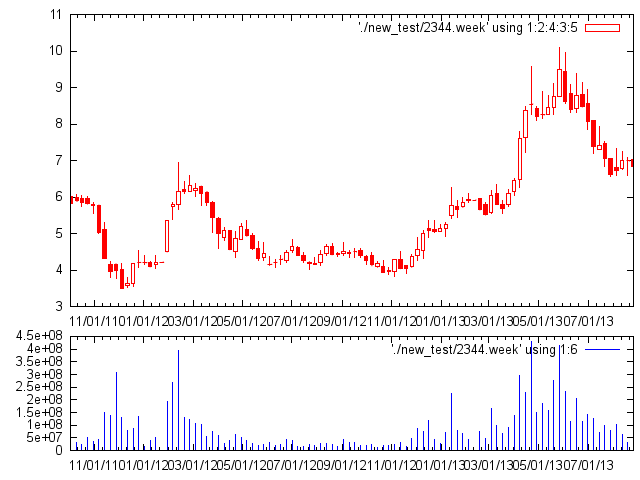 11
'./new_test/2344.week' using 1:2:4:3:5
10
9
8
7
6
5
4
3
11/01/11 01/01/12 03/01/12 05/01/12 07/01/12 09/01/12 11/01/12 01/01/13 03/01/13 05/01/13 07/01/13
4.5e+08
'./new_test/2344.week' using 1:6
4e+08
3.5e+08
3e+08
2.5e+08
2e+08
1.5e+08
1e+08
5e+07
0
11/01/11 01/01/12 03/01/12 05/01/12 07/01/12 09/01/12 11/01/12 01/01/13 03/01/13 05/01/13 07/01/13